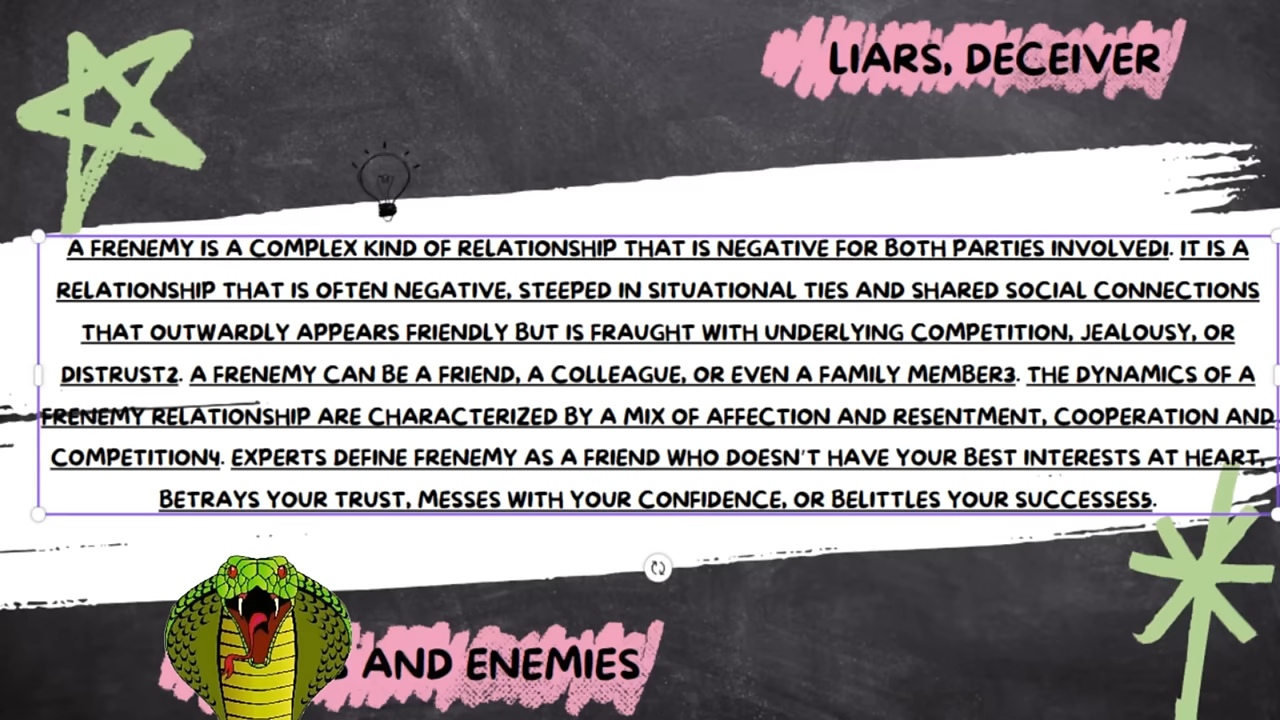 LIARS, DECEIVER
A FRENEMY IS A COMPLEX KIND OF RELATIONSHIP THAT IS NEGATIVE FOR BOTH PARTIES INVOLVED1. IT IS A
RELATIONSHIP THAT IS OFTEN NEGATIVE, STEEPED IN SITUATIONAL TIES AND SHARED SOCIAL CONNECTIONS
THAT OUTWARDLY APPEARS FRIENDLY BUT IS FRAUGHT WITH UNDERLYING COMPETITION, JEALOUSY, OR
DISTRUST2. A FRENEMY CAN BE A FRIEND, A COLLEAGUE, OR EVEN A FAMILY MEMBER3. THE DYNAMICS OF A
FRENEMY RELATIONSHIP ARE CHARACTERIZED BY A MIX OF AFFECTION AND RESENTMENT, COOPERATION AND
COMPETITION4. EXPERTS DEFINE FRENEMY AS A FRIEND WHO DOESN'T HAVE YOUR BEST INTERESTS AT HEART,
BETRAYS YOUR TRUST, MESSES WITH YOUR CONFIDENCE, OR BELITTLES YOUR SUCCESSES5.
AND ENEMIES